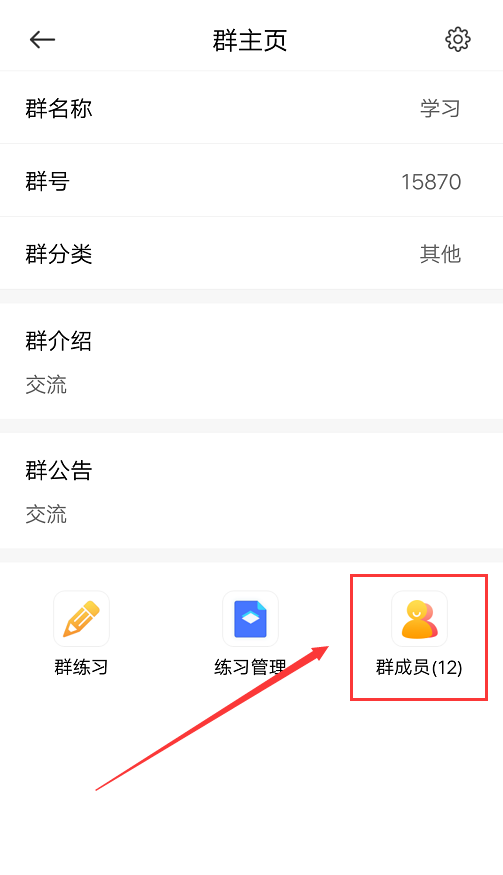 群主页
群名称 学习
群号 15870
群分类 其他
群介绍
交流
群公告
交流
群练习 练习管理 群成员(12)